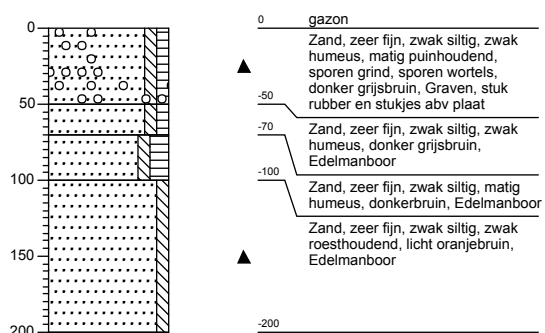 0
50
100
150
200
0
gazon
Zand, zeer fijn, zwak siltig, zwak
humeus, matig puinhoudend,
sporen grind, sporen wortels,
donker grijsbruin, Graven, stuk
rubber en stukjes abv plaat
-50
Zand, zeer fijn, zwak siltig, zwak
humeus, donker grijsbruin,
Edelmanboor
-70
Zand, zeer fijn, zwak siltig, matig
humeus, donkerbruin, Edelmanboor
-100
Zand, zeer fijn, zwak siltig, zwak
roesthoudend, licht oranjebruin,
Edelmanboor
-200